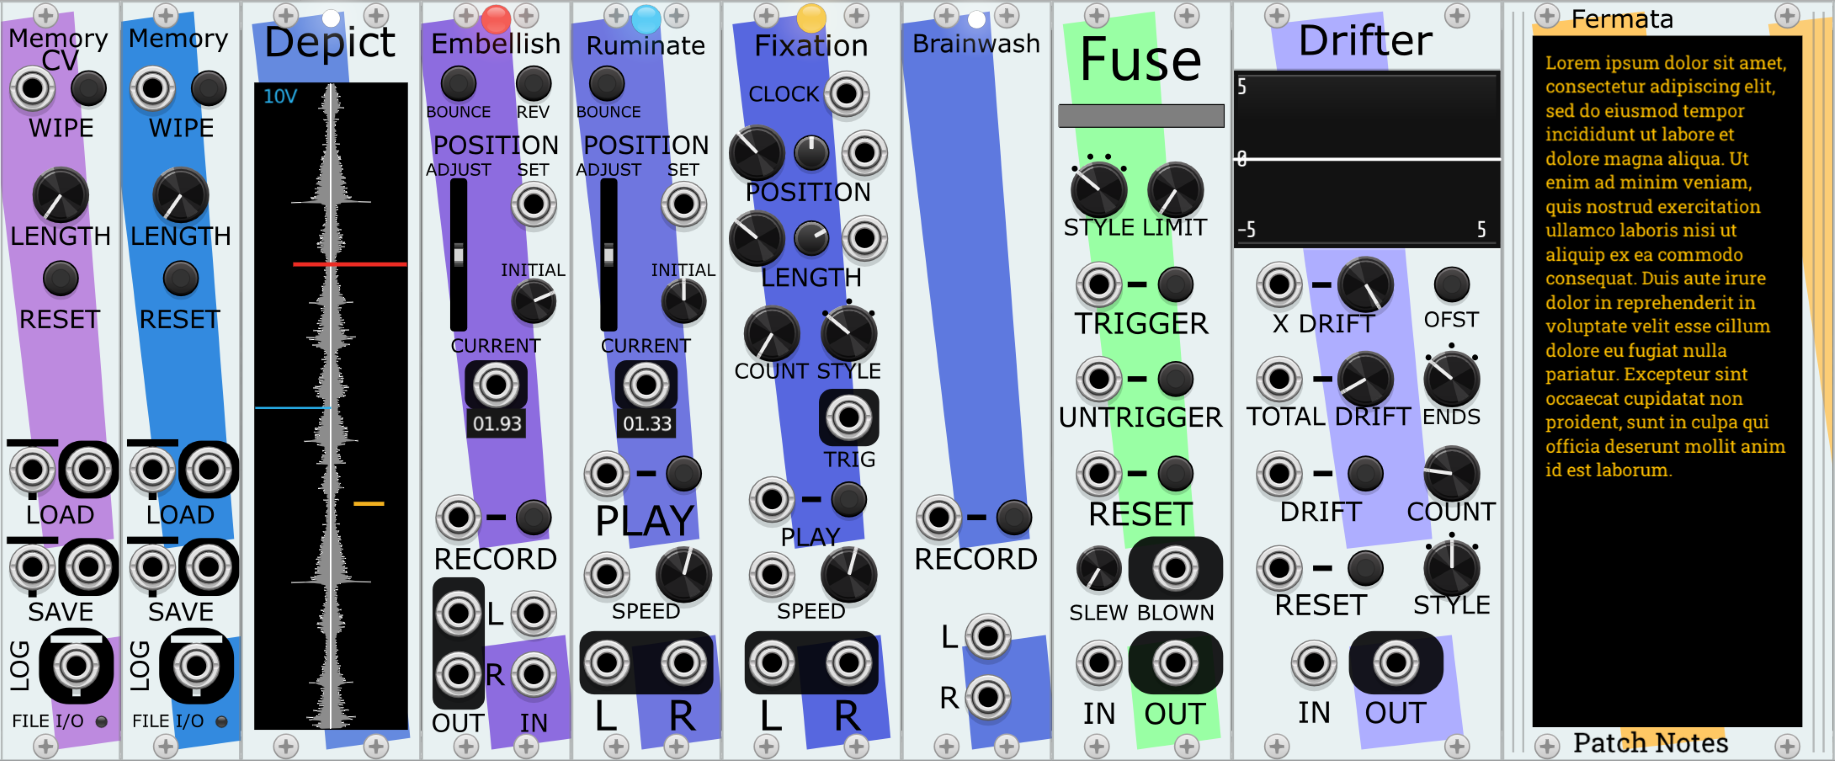 Memory
CV
WIPE
LENGTH
RESET
LOAD
SAVE
LOG
FILE I/O
Memory
WIPE
LENGTH
RESET
LOAD
SAVE
LOG
FILE I/O
Depict
10V
Embellish
BOUNCE REV
POSITION
ADJUST SET
INITIAL
CURRENT
01.93
RECORD
L
R
OUT IN
Ruminate
BOUNCE
POSITION
ADJUST SET
INITIAL
CURRENT
01.33
PLAY
SPEED
L R
Fixation
CLOCK
POSITION
LENGTH
COUNT STYLE
TRIG
PLAY
SPEED
L R
Brainwash
RECORD
L
R
Fuse
STYLE LIMIT
TRIGGER
UNTRIGGER
RESET
SLEW BLOWN
IN OUT
Drifter
5
0
-5 5
X DRIFT OFST
TOTAL DRIFT ENDS
DRIFT COUNT
RESET STYLE
IN OUT
Fermata
Lorem ipsum dolor sit amet,
consectetur adipiscing elit,
sed do eiusmod tempor
incididunt ut labore et
dolore magna aliqua. Ut
enim ad minim veniam,
quis nostrud exercitation
ullamco laboris nisi ut
aliquip ex ea commodo
consequat. Duis aute irure
dolor in reprehenderit in
voluptate velit esse cillum
dolore eu fugiat nulla
pariatur. Excepteur sint
occaecat cupidatat non
proident, sunt in culpa qui
officia deserunt mollit anim
id est laborum.
Patch Notes